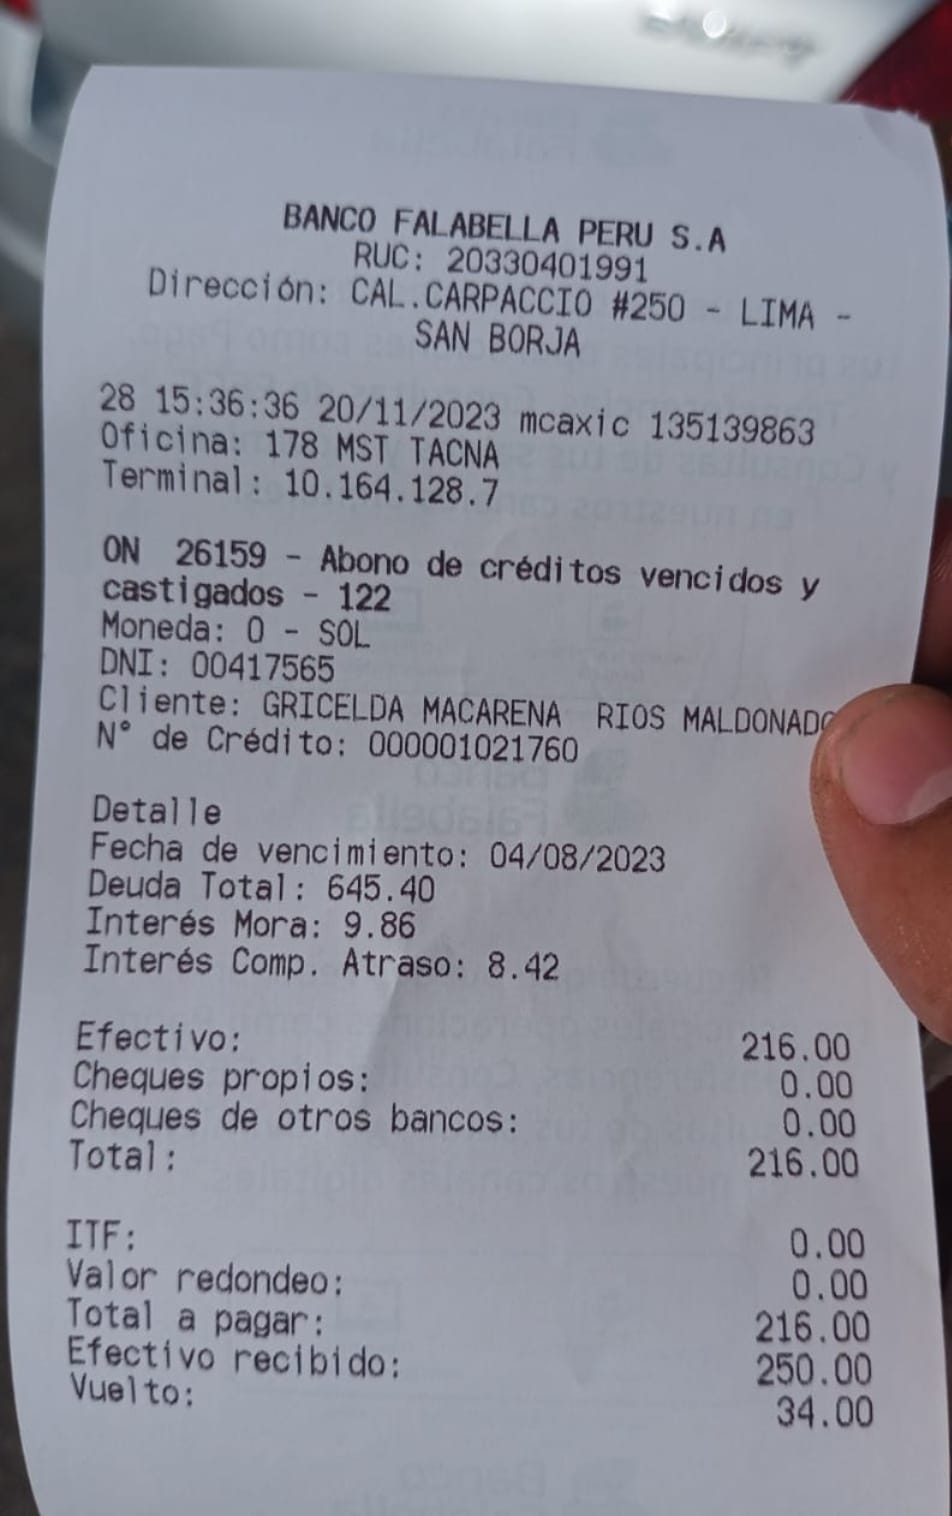 BANCO FALABELLA PERU S.A
RUC: 20330401991
Dirección: CAL.CARPACCIO #250 - LIMA -
SAN BORJA
28 15:36:36 20/11/2023 mcaxic 135139863
Oficina: 178 MST TACNA
Terminal: 10.164.128.7
ON 26159 - Abono de créditos vencidos y
castigados - 122
Moneda: 0 - SOL
DNI: 00417565
Cliente: GRICELDA MACARENA RIOS MALDONADO
N° de Crédito: 000001021760
Detalle
Fecha de vencimiento: 04/08/2023
Deuda Total: 645.40
Interés Mora: 9.86
Interés Comp. Atraso: 8.42
Efectivo: 216.00
Cheques propios: 0.00
Cheques de otros bancos: 0.00
Total: 216.00
ITF: 0.00
Valor redondeo: 0.00
Total a pagar: 216.00
Efectivo recibido: 250.00
Vuelto: 34.00